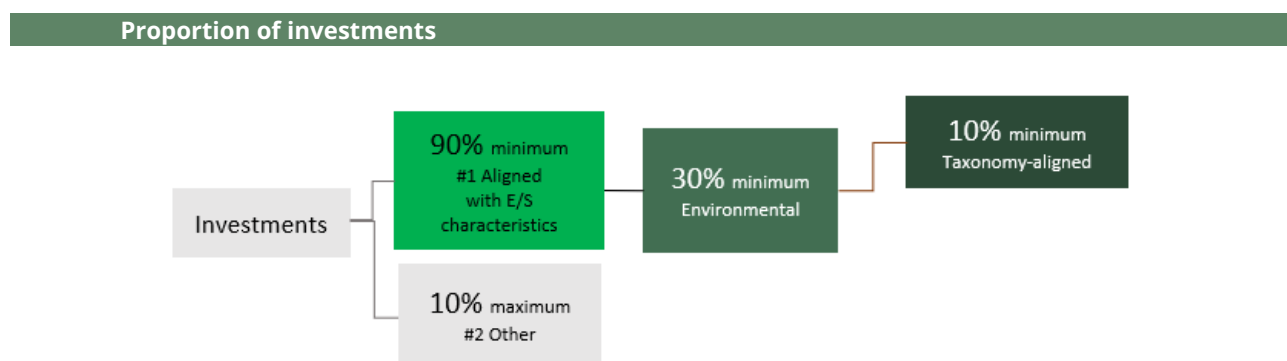 Proportion of investments
Investments
90% minimum
#1 Aligned
with E/S
characteristics
10% maximum
#2 Other
30% minimum
Environmental
10% minimum
Taxonomy-aligned